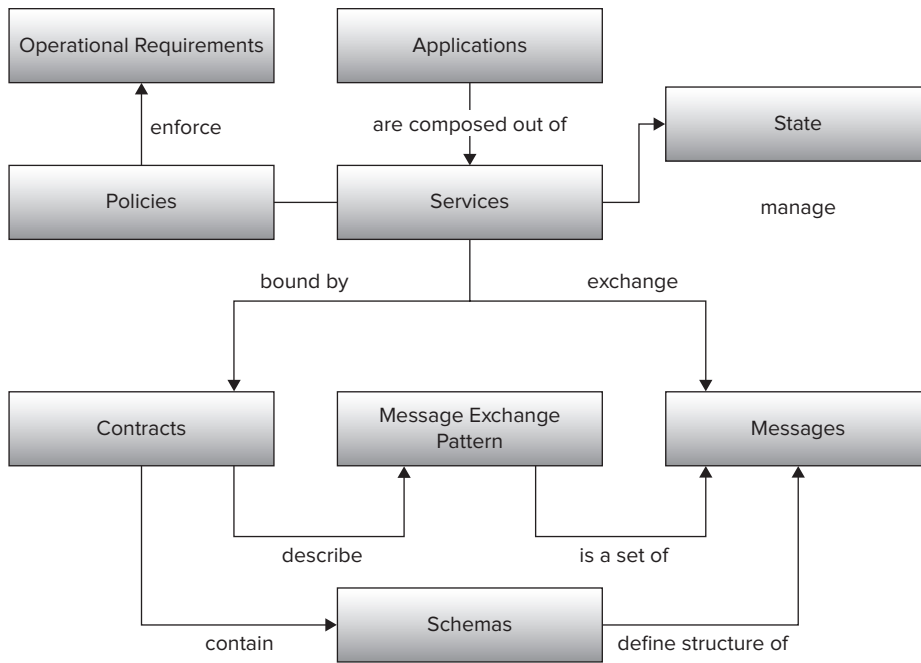 Operational Requirements
Applications
enforce
are composed out of
State
Policies
Services
manage
bound by
exchange
Contracts
Message Exchange
Pattern
Messages
describe
is a set of
contain
Schemas
define structure of